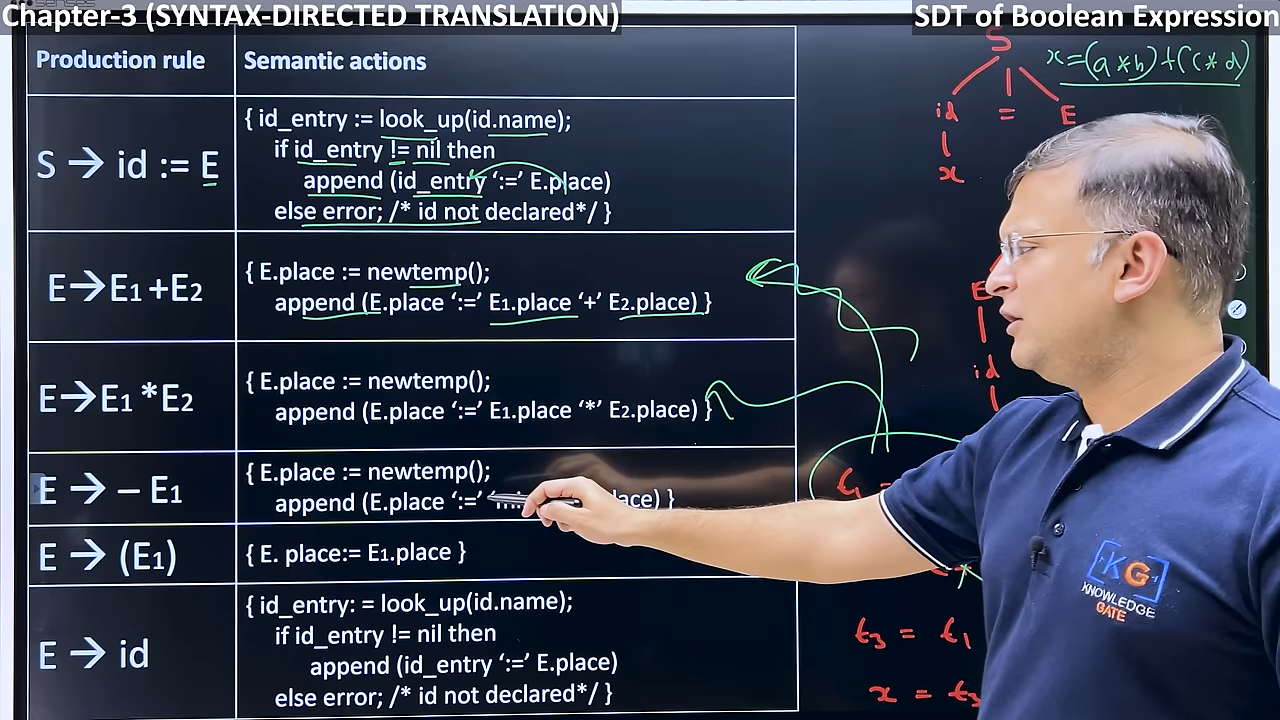 Chapter-3 (SYNTAX-DIRECTED TRANSLATION)
SDT of Boolean Expression
Production rule
Semantic actions
S → id := E
{ id_entry := look_up(id.name);
if id_entry != nil then
append (id_entry ‘:=’ E.place)
else error; /* id not declared*/ }
E→E1 +E2
{ E.place := newtemp();
append (E.place ‘:=’ E1.place ‘+’ E2.place) }
E→E1 *E2
{ E.place := newtemp();
append (E.place ‘:=’ E1.place ‘*’ E2.place) }
E → – E1
{ E.place := newtemp();
append (E.place ‘:=’ place) }
E → (E1)
{ E. place:= E1.place }
E → id
{ id_entry: = look_up(id.name);
if id_entry != nil then
append (id_entry ‘:=’ E.place)
else error; /* id not declared*/ }
x=(a*b)+(c*d)
S
id = E
x
E
id
t3 = t1
x = t3
KG
KNOWLEDGE
GATE